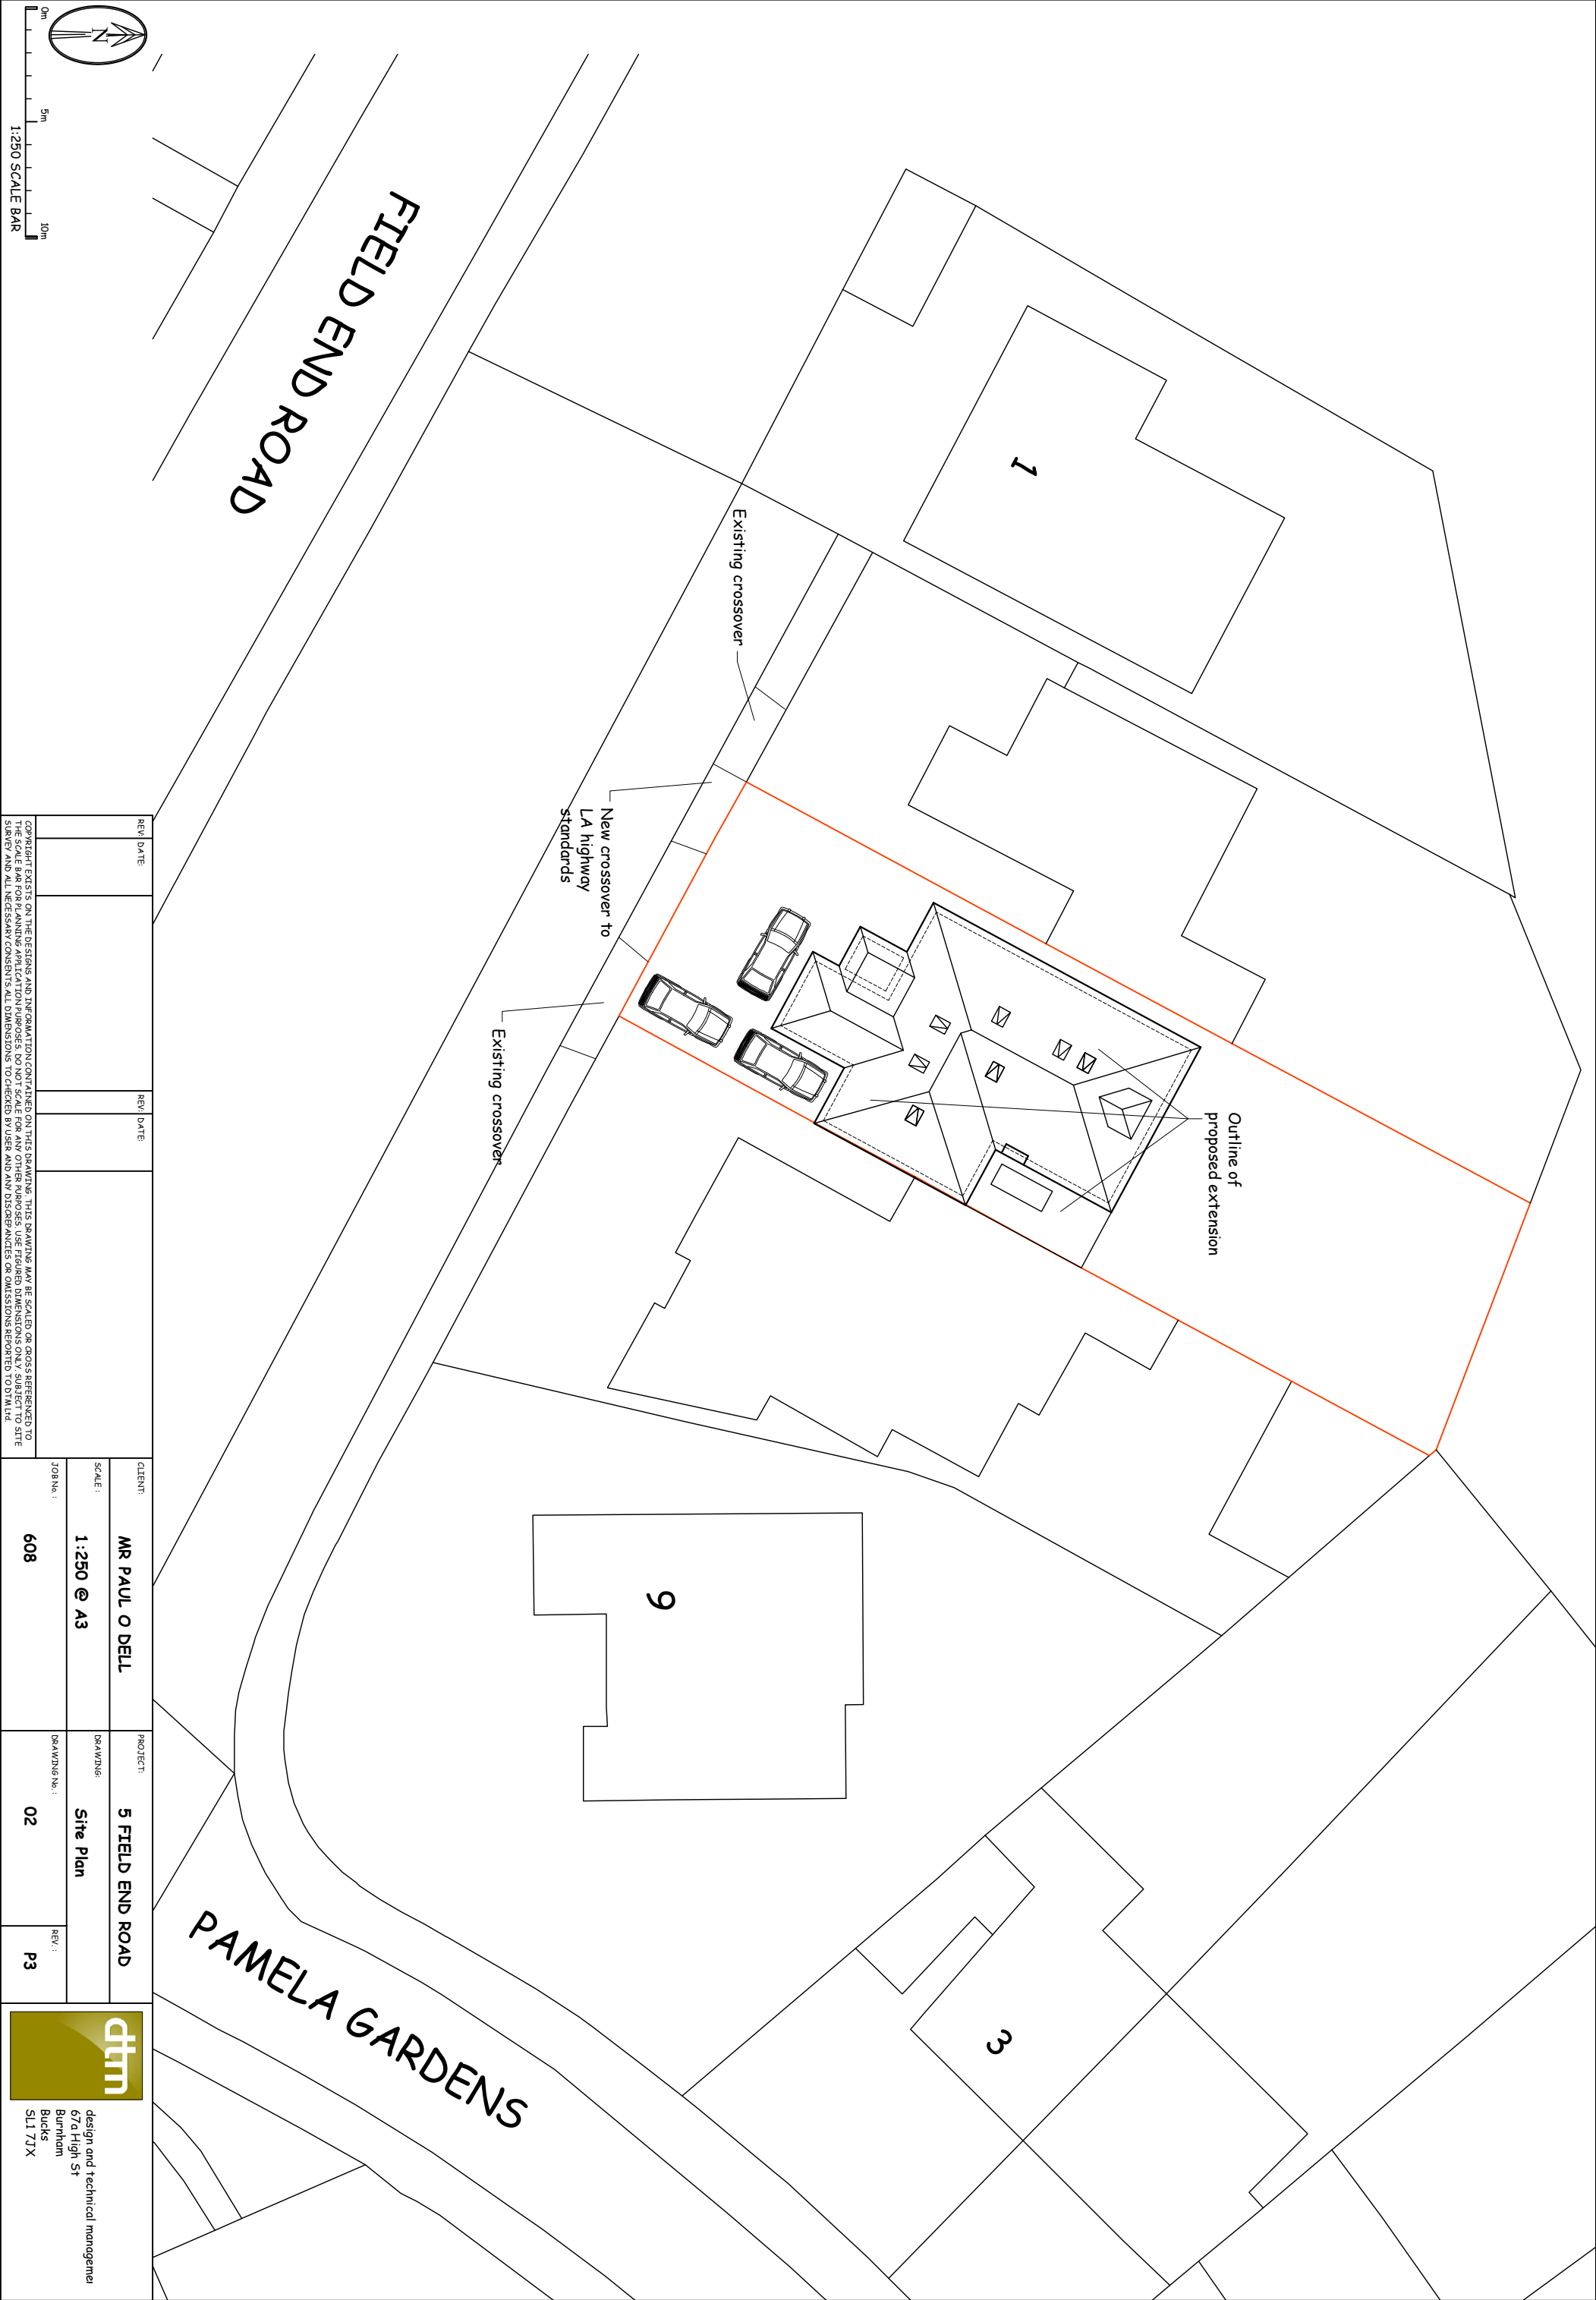 Outline of
proposed extension
1
Existing crossover
New crossover to
LA highway
standards
Existing crossover
9
3
FIELD END ROAD
PAMELA GARDENS
N
0m
5m
10m
1:250 SCALE BAR
REV:
DATE:
REV:
DATE:
COPYRIGHT EXISTS ON THE DESIGNS AND INFORMATION CONTAINED ON THIS DRAWING. THIS DRAWING MAY BE SCALED OR CROSS REFERENCED TO
THE SCALE BAR FOR PLANNING APPLICATION PURPOSES. DO NOT SCALE FOR ANY OTHER PURPOSES, USE FIGURED DIMENSIONS ONLY. SUBJECT TO SITE
SURVEY AND ALL NECESSARY CONSENTS. ALL DIMENSIONS TO CHECKED BY USER AND ANY DISCREPANCIES OR OMISSIONS REPORTED TO DTM Ltd.
CLIENT:
MR PAUL O DELL
PROJECT:
5 FIELD END ROAD
SCALE :
1:250 @ A3
DRAWING:
Site Plan
JOB No. :
608
DRAWING No. :
02
REV. :
P3
dtm
design and technical managemer
67a High St
Burnham
Bucks
SL1 7JX